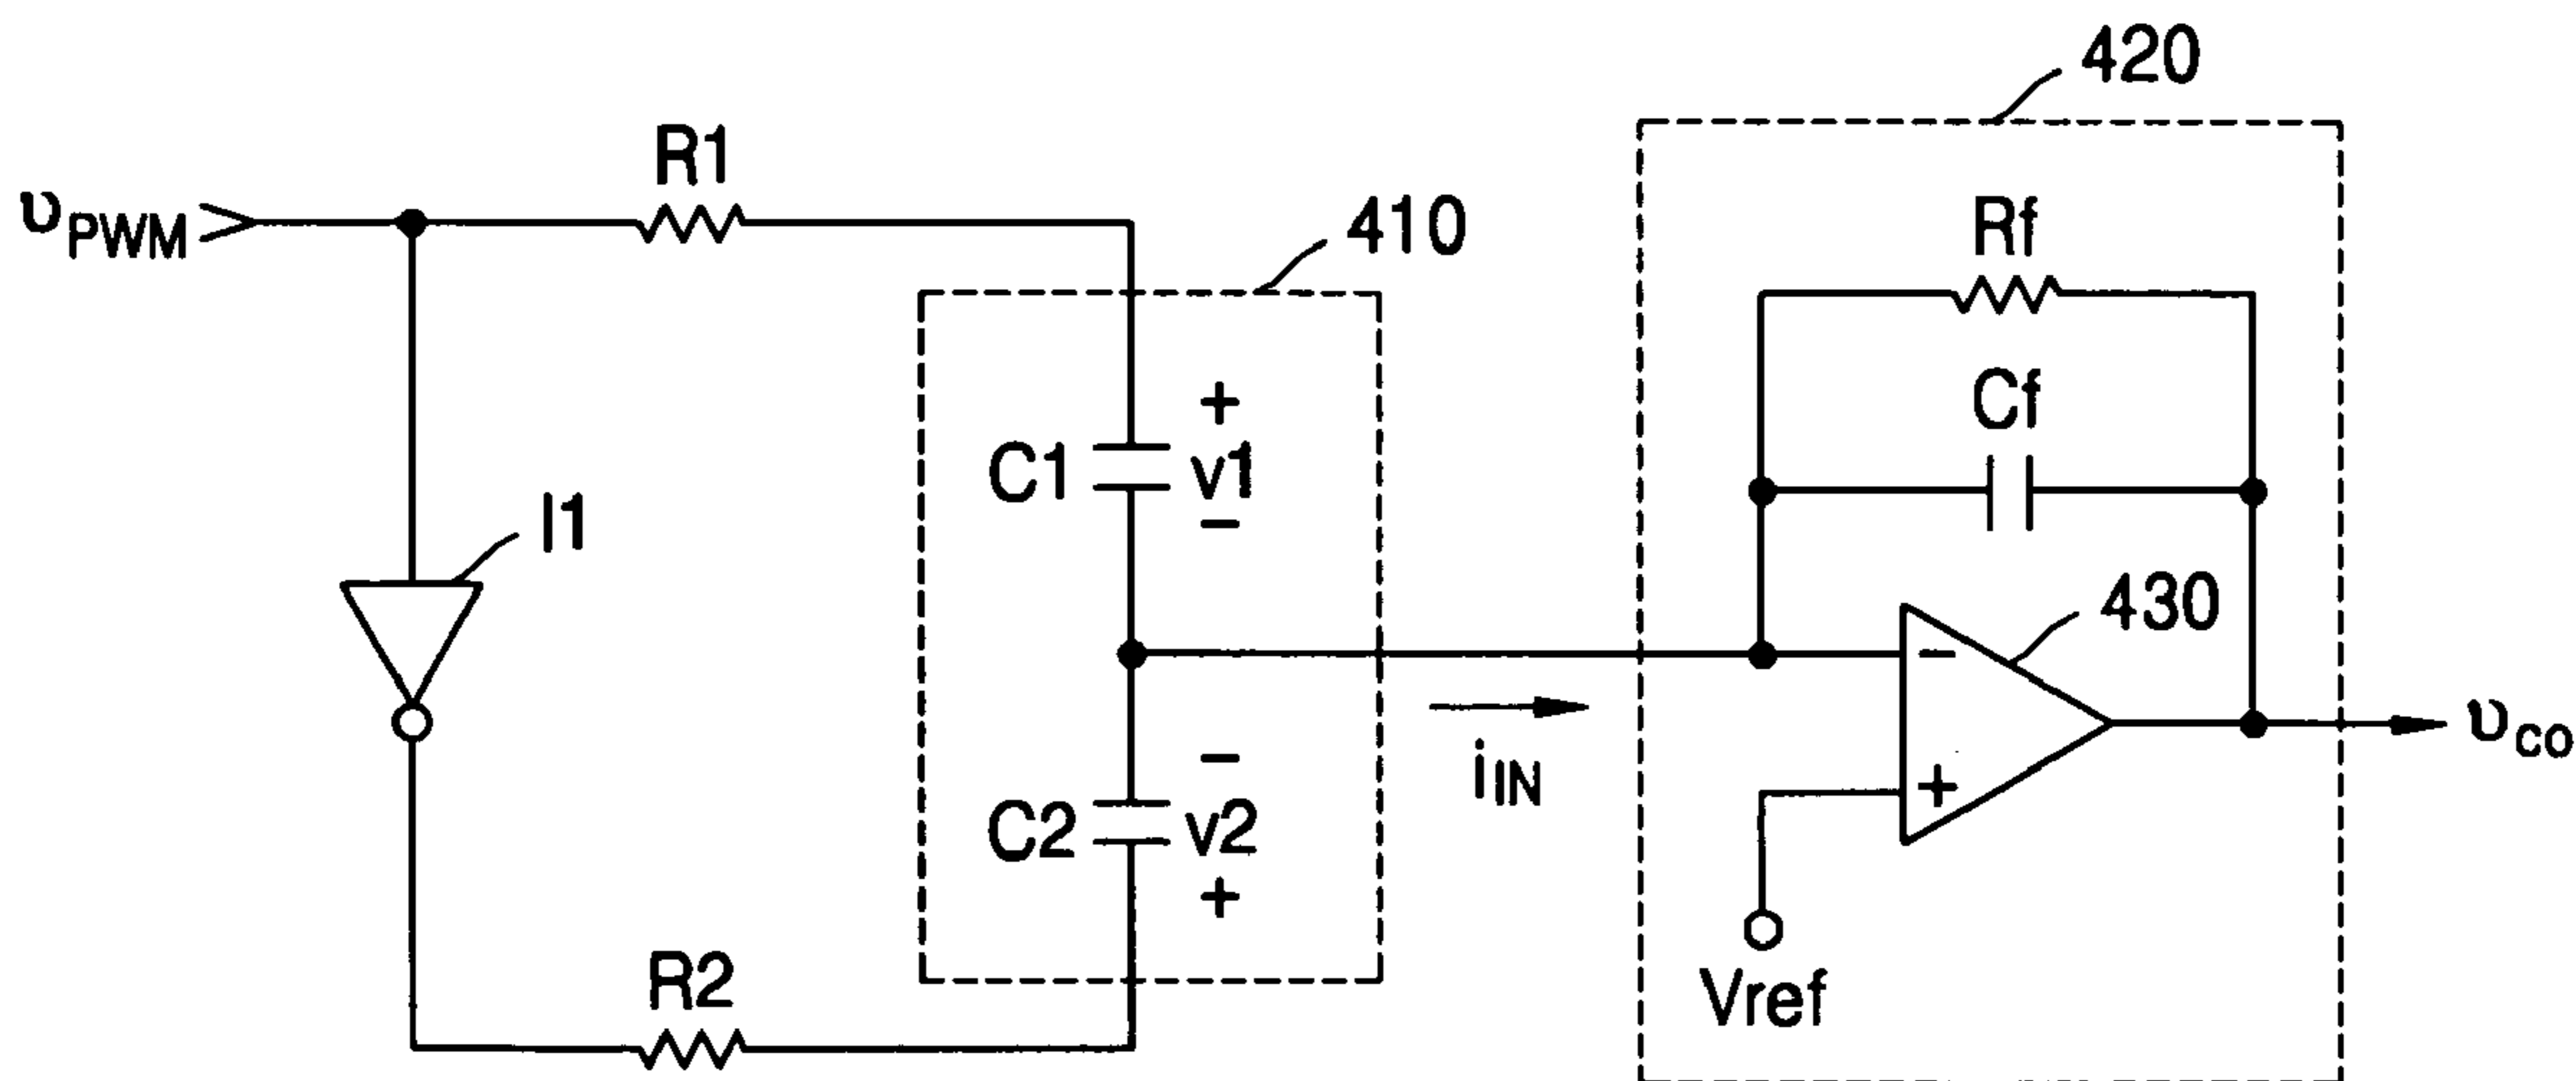 420
R1
υPWM
410
Rf
+
Cf
C1
v1
−
I1
430
−
−
υco
iIN
C2
v2
+
+
R2
Vref